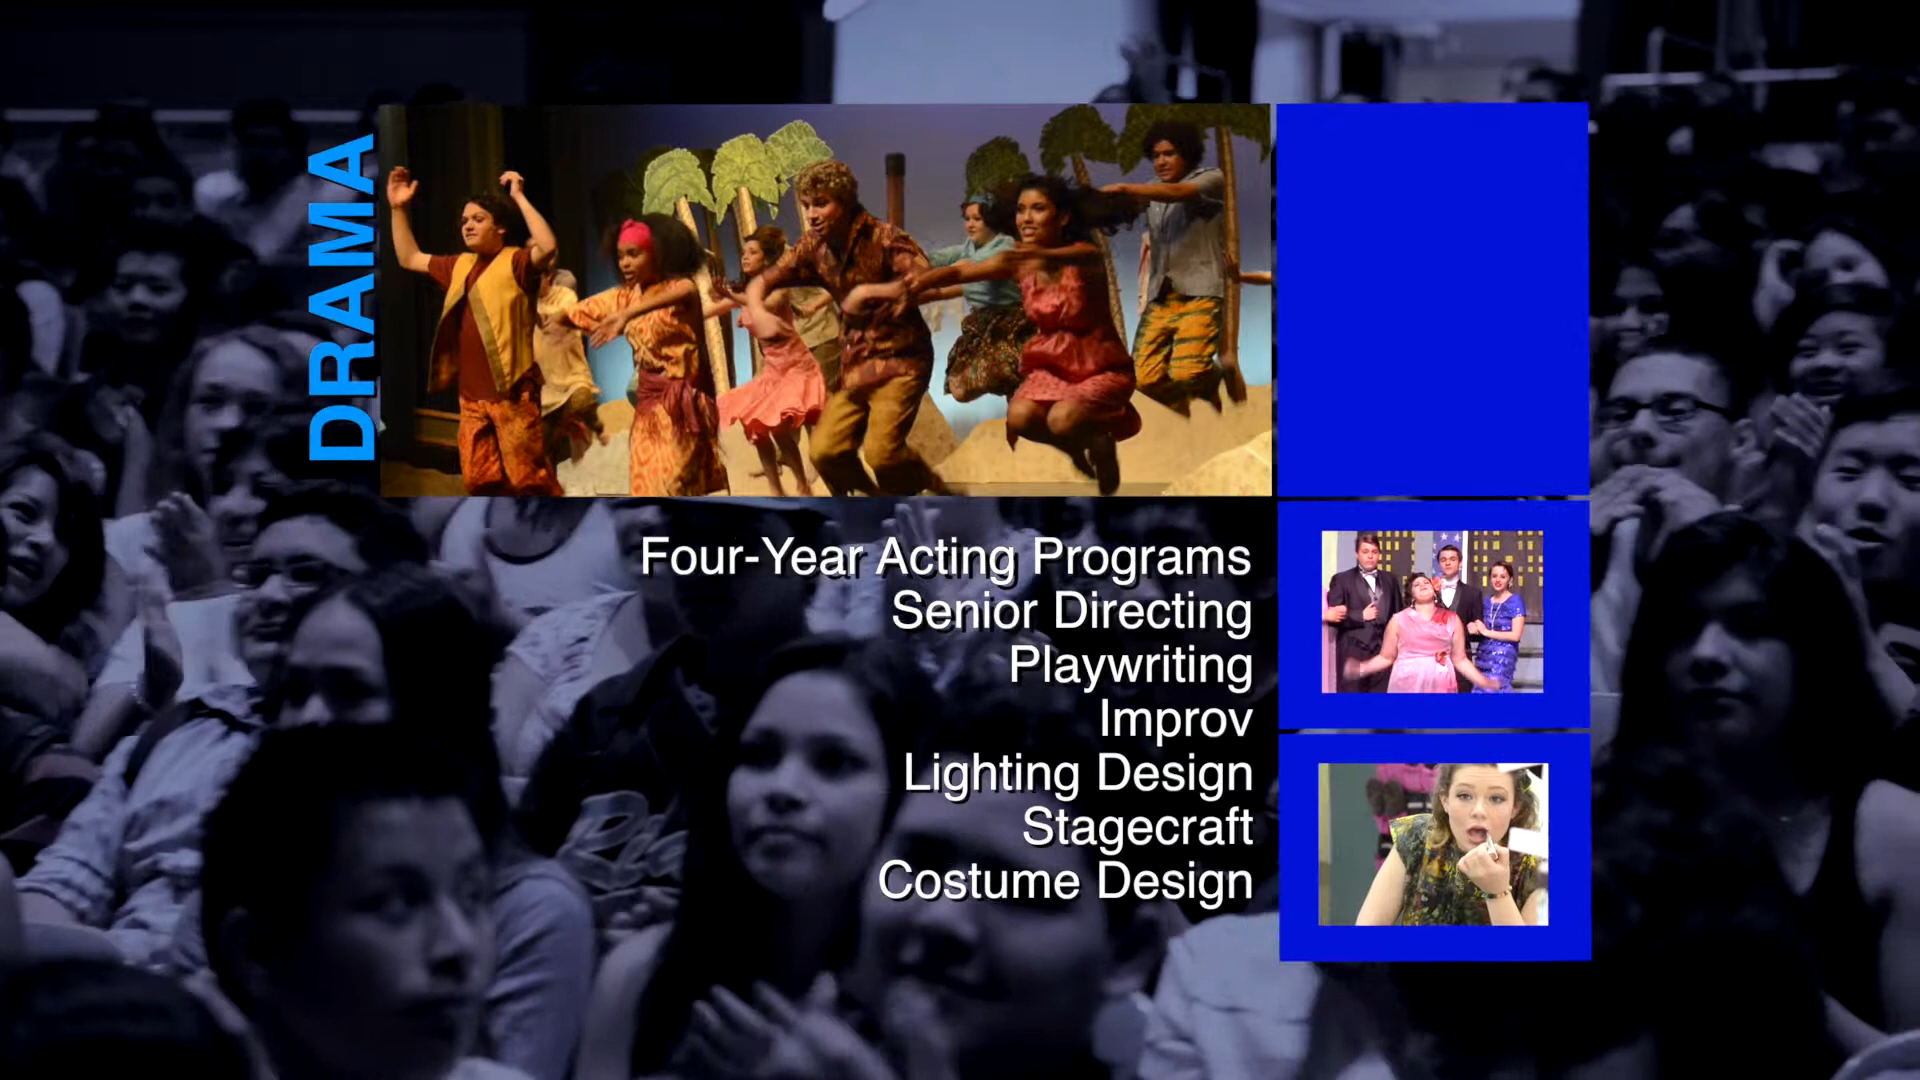 DRAMA
Four-Year Acting Programs
Senior Directing
Playwriting
Improv
Lighting Design
Stagecraft
Costume Design